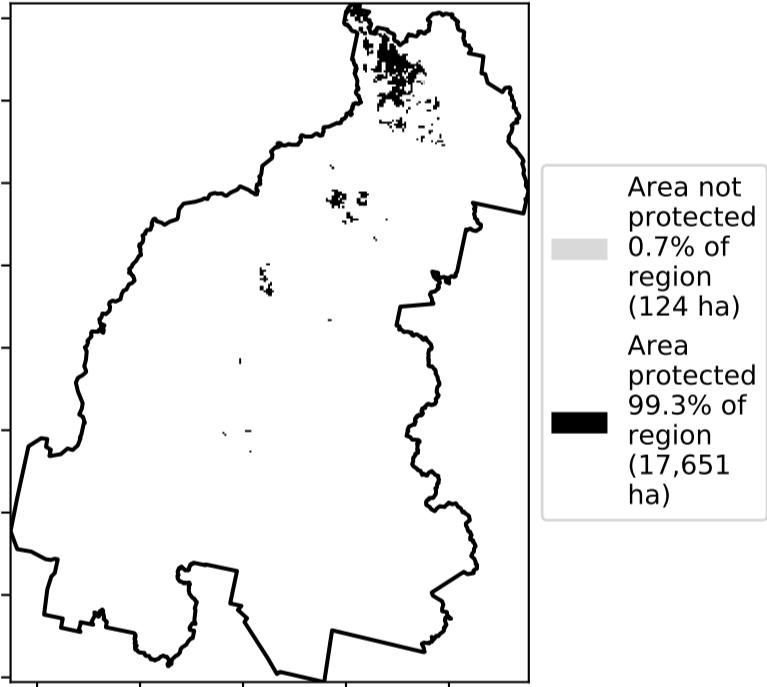 Area not
protected
0.7% of
region
(124 ha)
Area
protected
99.3% of
region
(17,651
ha)